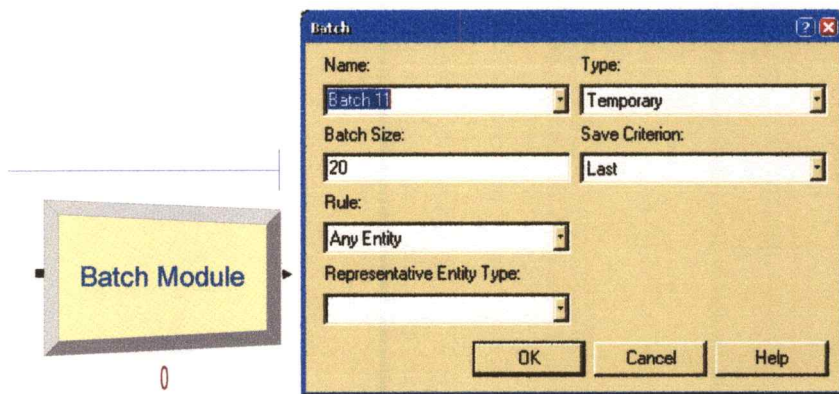 Batch
Name:
Type:
Batch 11
Temporary
Batch Size:
Save Criterion:
20
Last
Rule:
Any Entity
Representative Entity Type:
Batch Module
OK
Cancel
Help
0